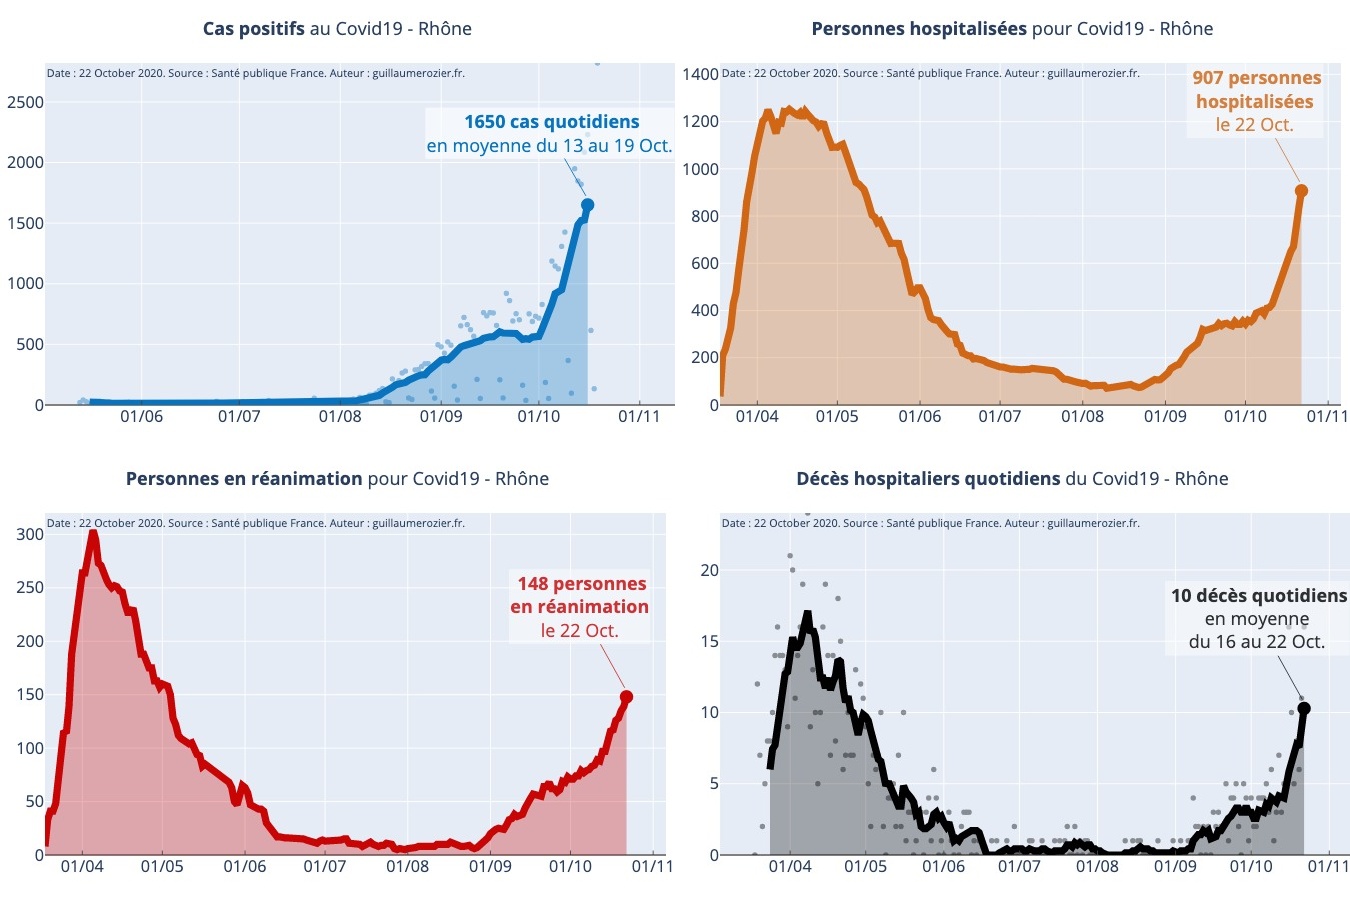 Cas positifs au Covid19 - Rhône
Date : 22 October 2020. Source : Santé publique France. Auteur : guillaumerozier.fr.
2500
2000
1500
1000
500
0
1650 cas quotidiens
en moyenne du 13 au 19 Oct.
01/06
01/07
01/08
01/09
01/10
01/11
Personnes hospitalisées pour Covid19 - Rhône
Date : 22 October 2020. Source : Santé publique France. Auteur : guillaumerozier.fr.
1400
1200
1000
800
600
400
200
0
907 personnes
hospitalisées
le 22 Oct.
01/04
01/05
01/06
01/07
01/08
01/09
01/10
01/11
Personnes en réanimation pour Covid19 - Rhône
Date : 22 October 2020. Source : Santé publique France. Auteur : guillaumerozier.fr.
300
250
200
150
100
50
0
148 personnes
en réanimation
le 22 Oct.
01/04
01/05
01/06
01/07
01/08
01/09
01/10
01/11
Décès hospitaliers quotidiens du Covid19 - Rhône
Date : 22 October 2020. Source : Santé publique France. Auteur : guillaumerozier.fr.
20
15
10
5
0
10 décès quotidiens
en moyenne
du 16 au 22 Oct.
01/04
01/05
01/06
01/07
01/08
01/09
01/10
01/11